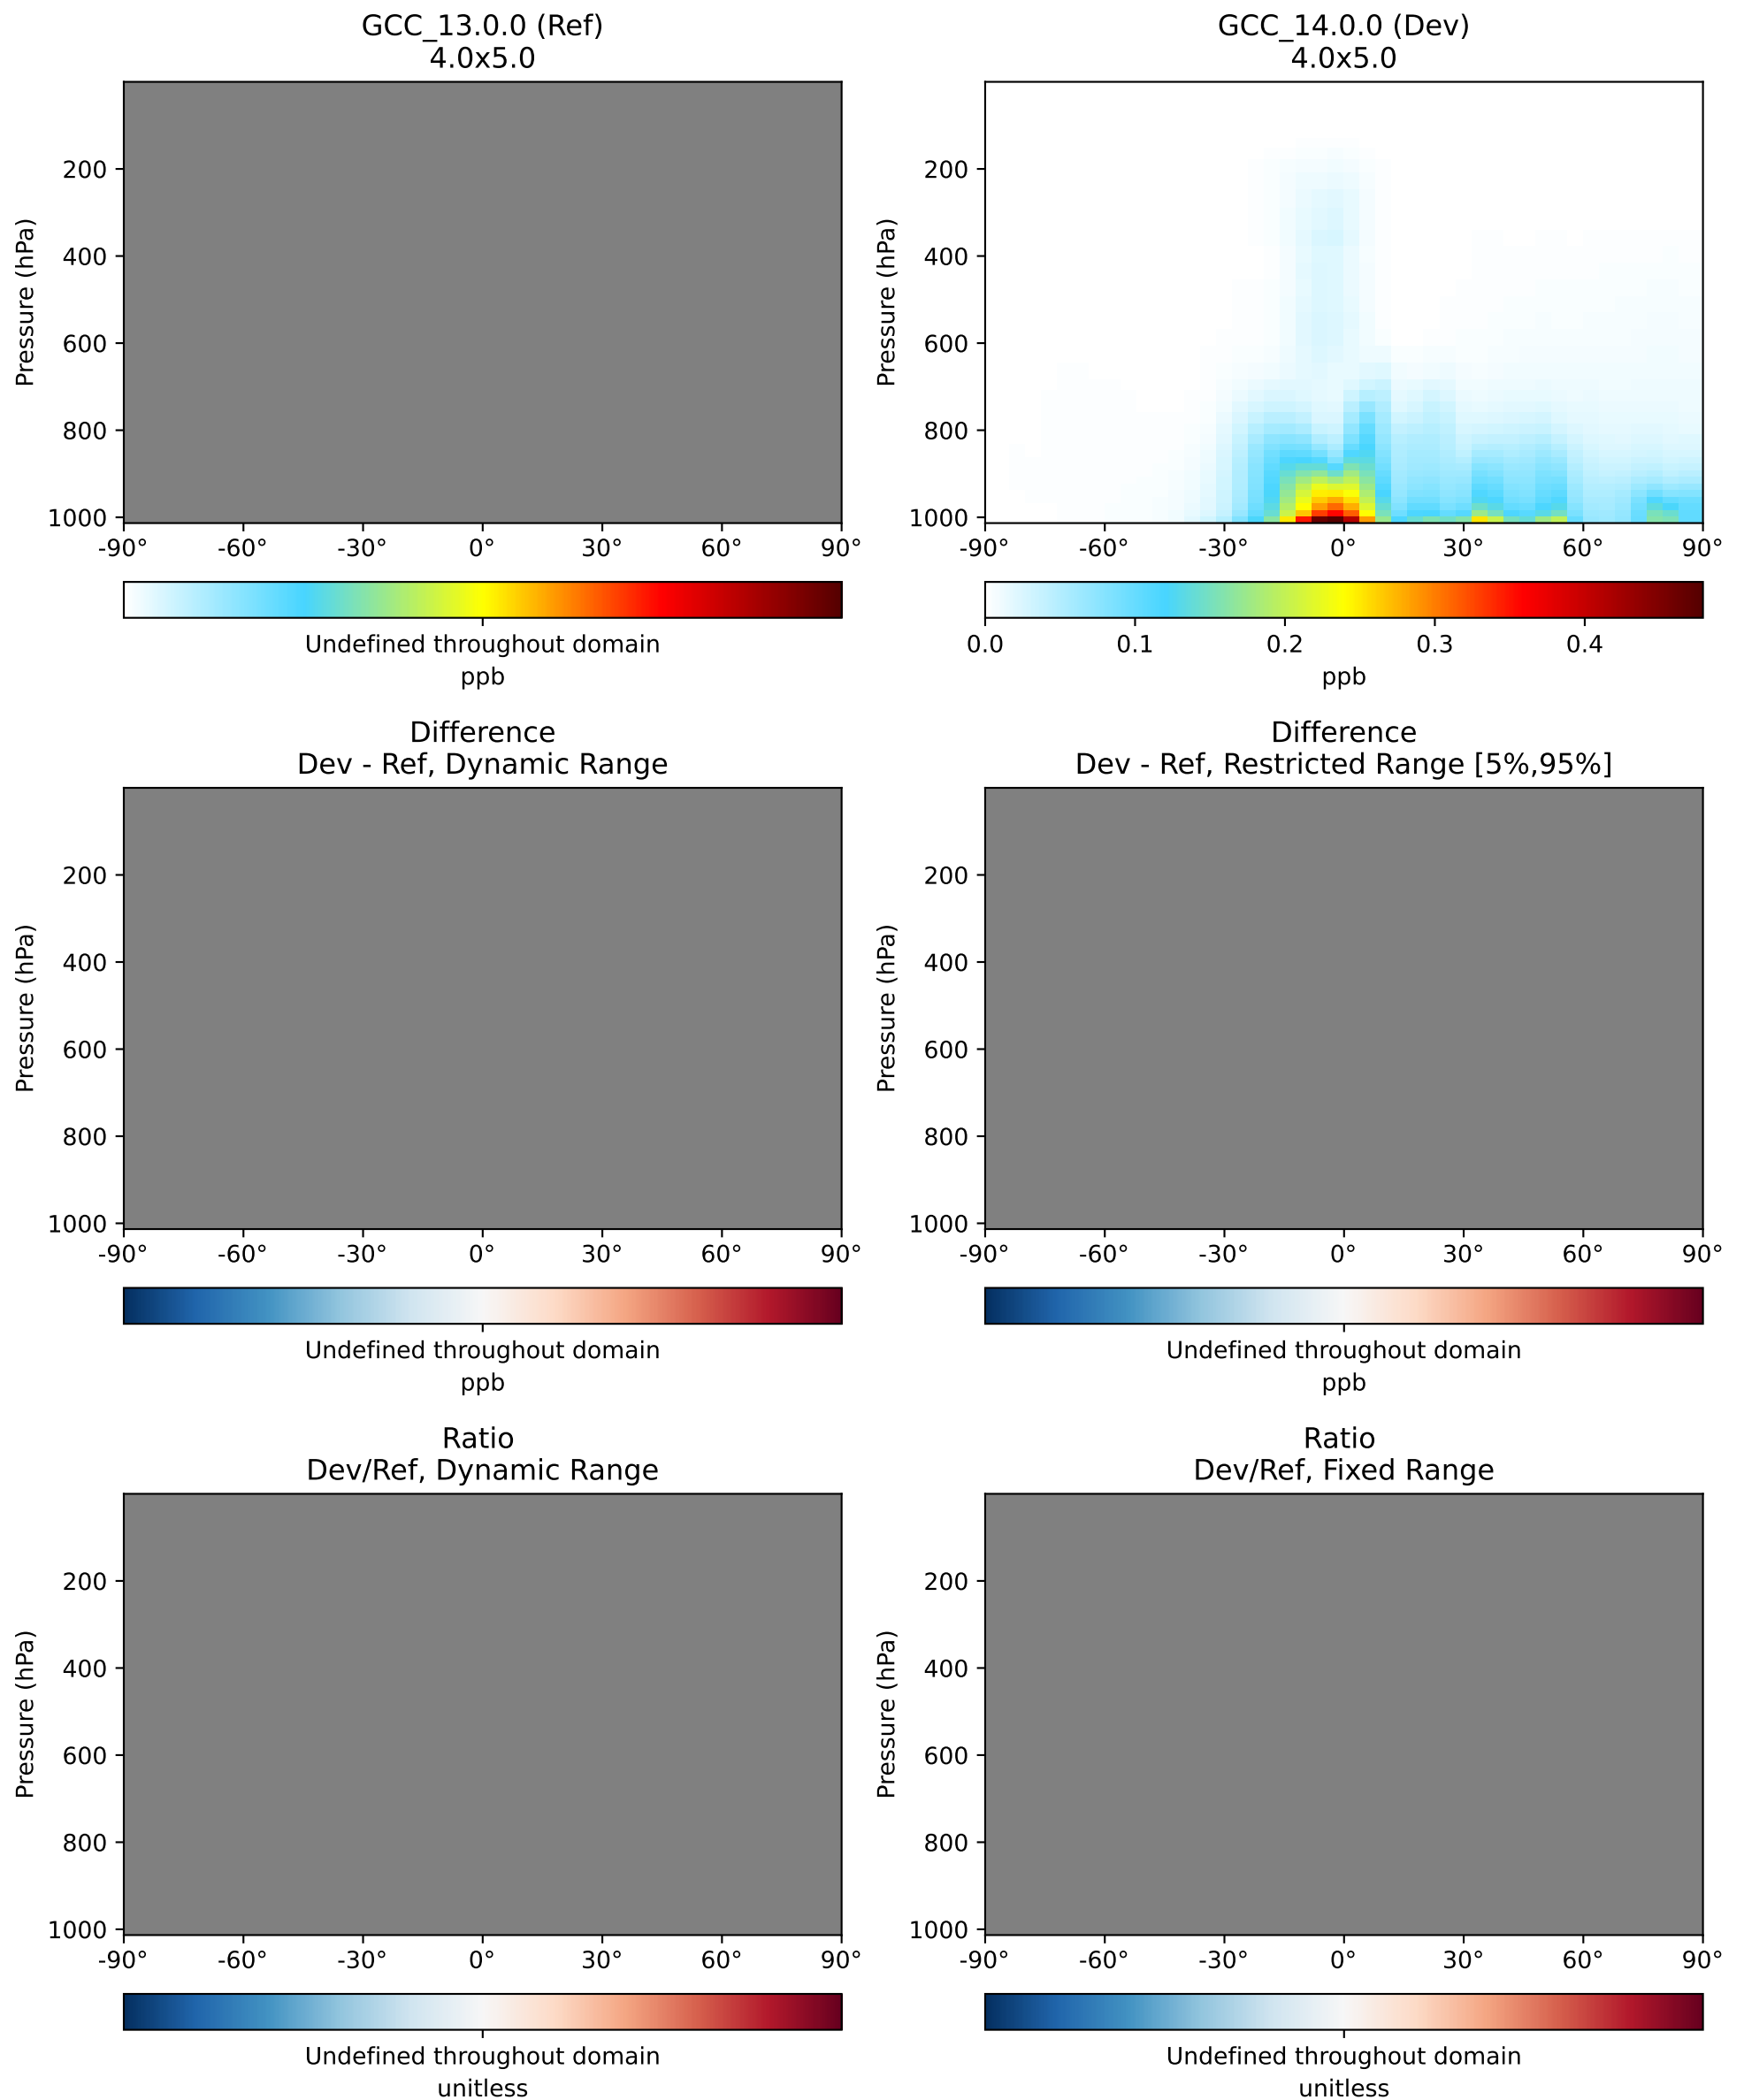 GCC_13.0.0 (Ref)
4.0x5.0
Pressure (hPa)
200
400
600
800
1000
-90° -60° -30° 0° 30° 60° 90°
Undefined throughout domain
ppb
GCC_14.0.0 (Dev)
4.0x5.0
Pressure (hPa)
200
400
600
800
1000
-90° -60° -30° 0° 30° 60° 90°
0.0 0.1 0.2 0.3 0.4
ppb
Difference
Dev - Ref, Dynamic Range
Pressure (hPa)
200
400
600
800
1000
-90° -60° -30° 0° 30° 60° 90°
Undefined throughout domain
ppb
Difference
Dev - Ref, Restricted Range [5%,95%]
Pressure (hPa)
200
400
600
800
1000
-90° -60° -30° 0° 30° 60° 90°
Undefined throughout domain
ppb
Ratio
Dev/Ref, Dynamic Range
Pressure (hPa)
200
400
600
800
1000
-90° -60° -30° 0° 30° 60° 90°
Undefined throughout domain
unitless
Ratio
Dev/Ref, Fixed Range
Pressure (hPa)
200
400
600
800
1000
-90° -60° -30° 0° 30° 60° 90°
Undefined throughout domain
unitless